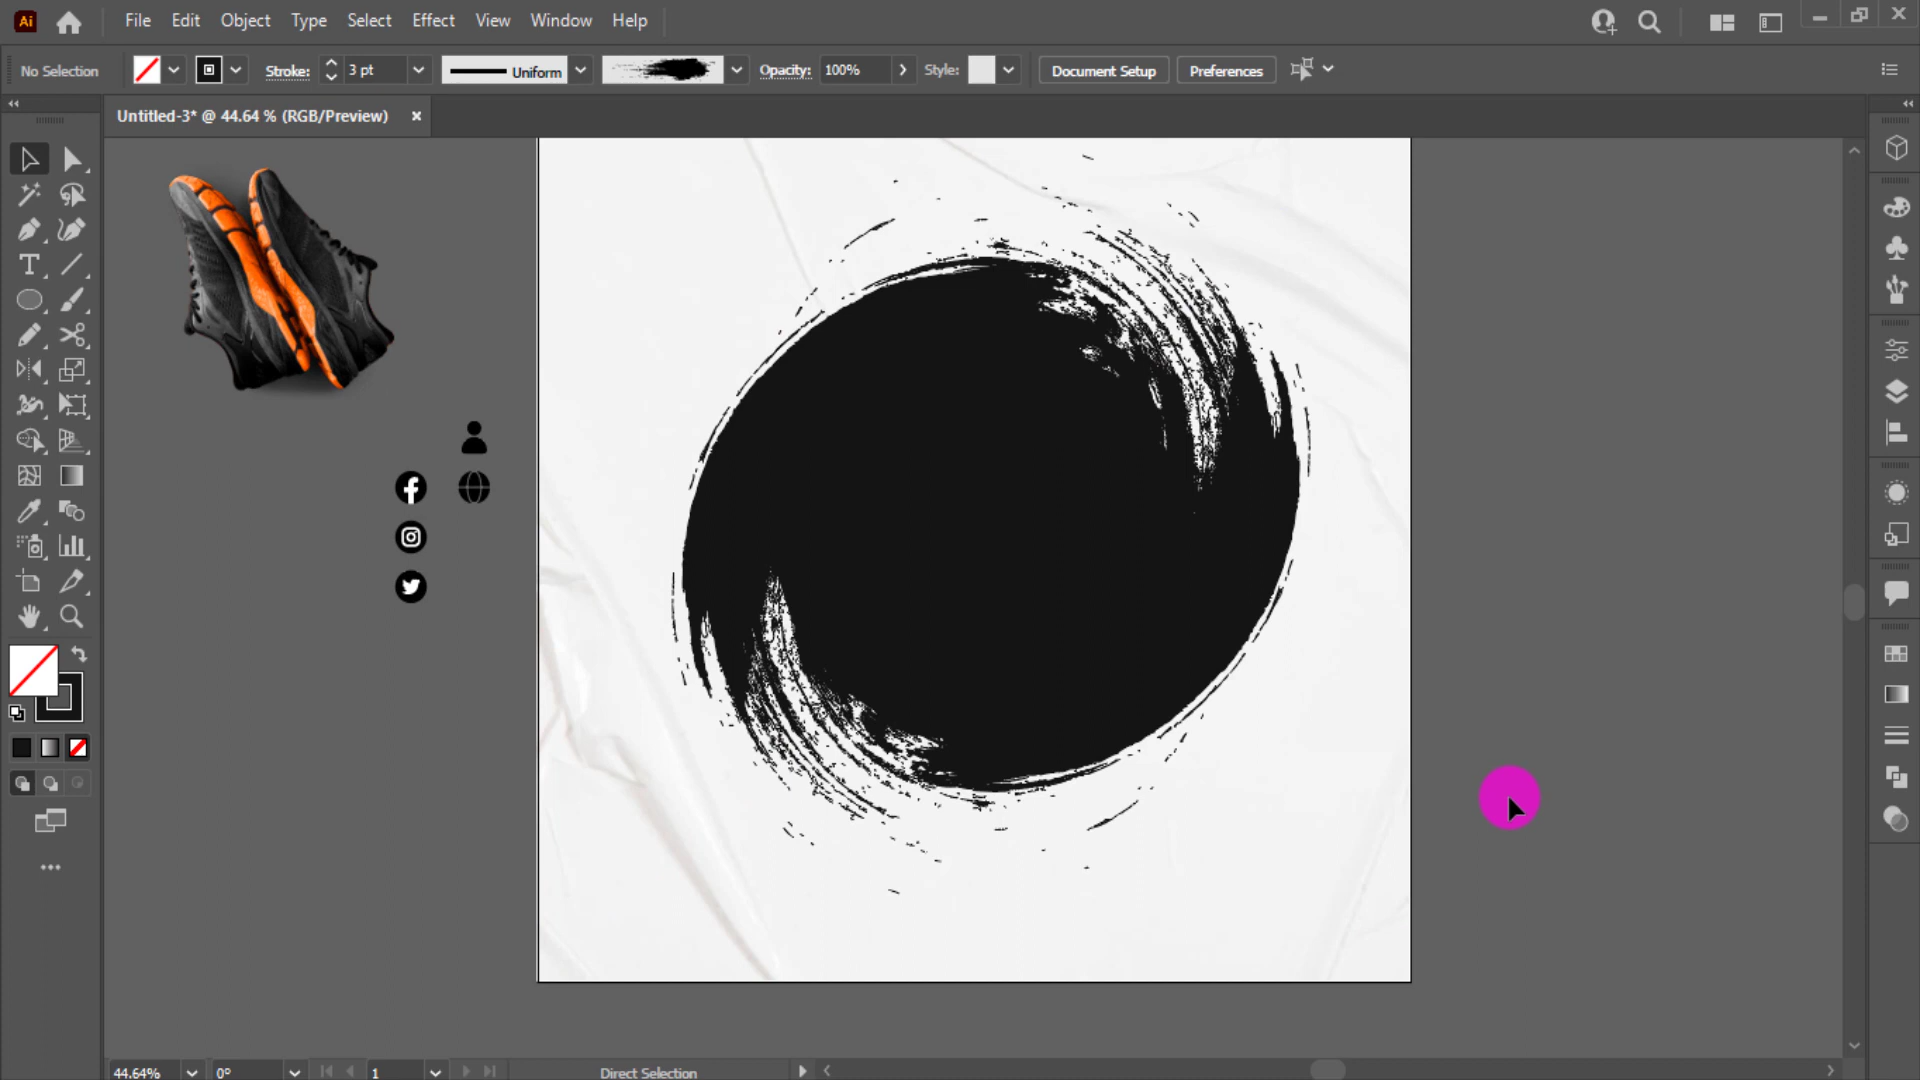 Ai File Edit Object Type Select Effect View Window Help
No Selection Stroke: 3 pt Uniform Opacity: 100% Style: Document Setup Preferences
Untitled-3* @ 44.64 % (RGB/Preview) ×
44.64% 0° 1 Direct Selection